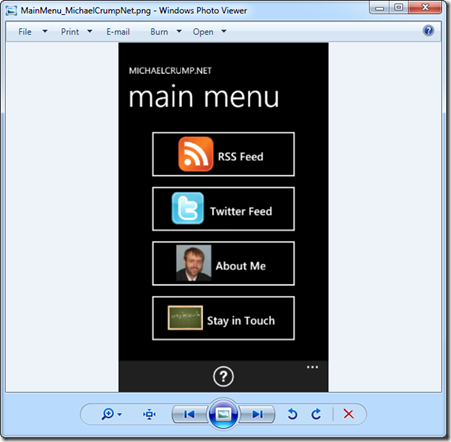 MainMenu_MichaelCrumpNet.png - Windows Photo Viewer
File Print E-mail Burn Open
MICHAELCRUMP.NET
main menu
RSS Feed
Twitter Feed
About Me
Stay in Touch